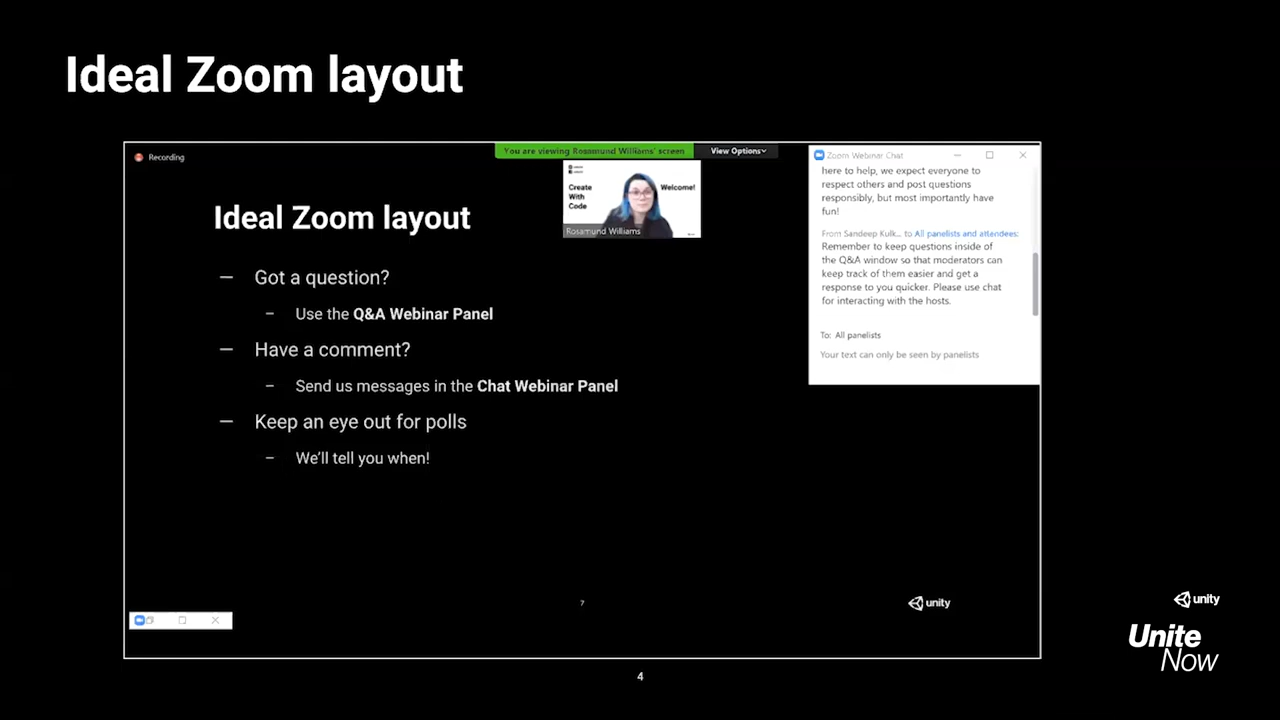 Ideal Zoom layout
Recording
You are viewing Rosamund Williams' screen
View Options
Create
With
Code
Welcome!
Rosamund Williams
Ideal Zoom layout
— Got a question?
– Use the Q&A Webinar Panel
— Have a comment?
– Send us messages in the Chat Webinar Panel
— Keep an eye out for polls
– We'll tell you when!
Zoom Webinar Chat
here to help, we expect everyone to
respect others and post questions
responsibly, but most importantly have
fun!
From Sandeep Kulk... to All panelists and attendees:
Remember to keep questions inside of
the Q&A window so that moderators can
keep track of them easier and get a
response to you quicker. Please use chat
for interacting with the hosts.
To: All panelists
Your text can only be seen by panelists
7
unity
4
unity
Unite
Now